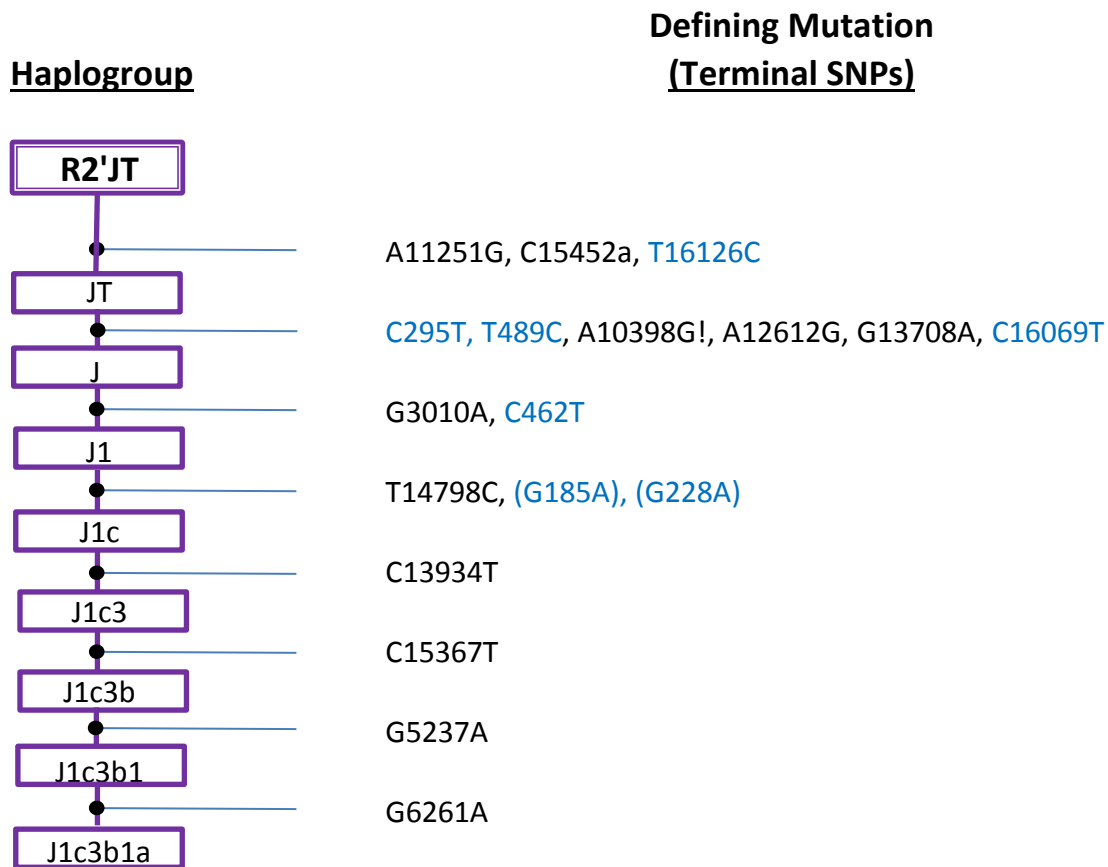 Defining Mutation
Haplogroup (Terminal SNPs)
R2'JT
A11251G, C15452a, T16126C
JT
C295T, T489C, A10398G!, A12612G, G13708A, C16069T
J
G3010A, C462T
J1
T14798C, (G185A), (G228A)
J1c
C13934T
J1c3
C15367T
J1c3b
G5237A
J1c3b1
G6261A
J1c3b1a